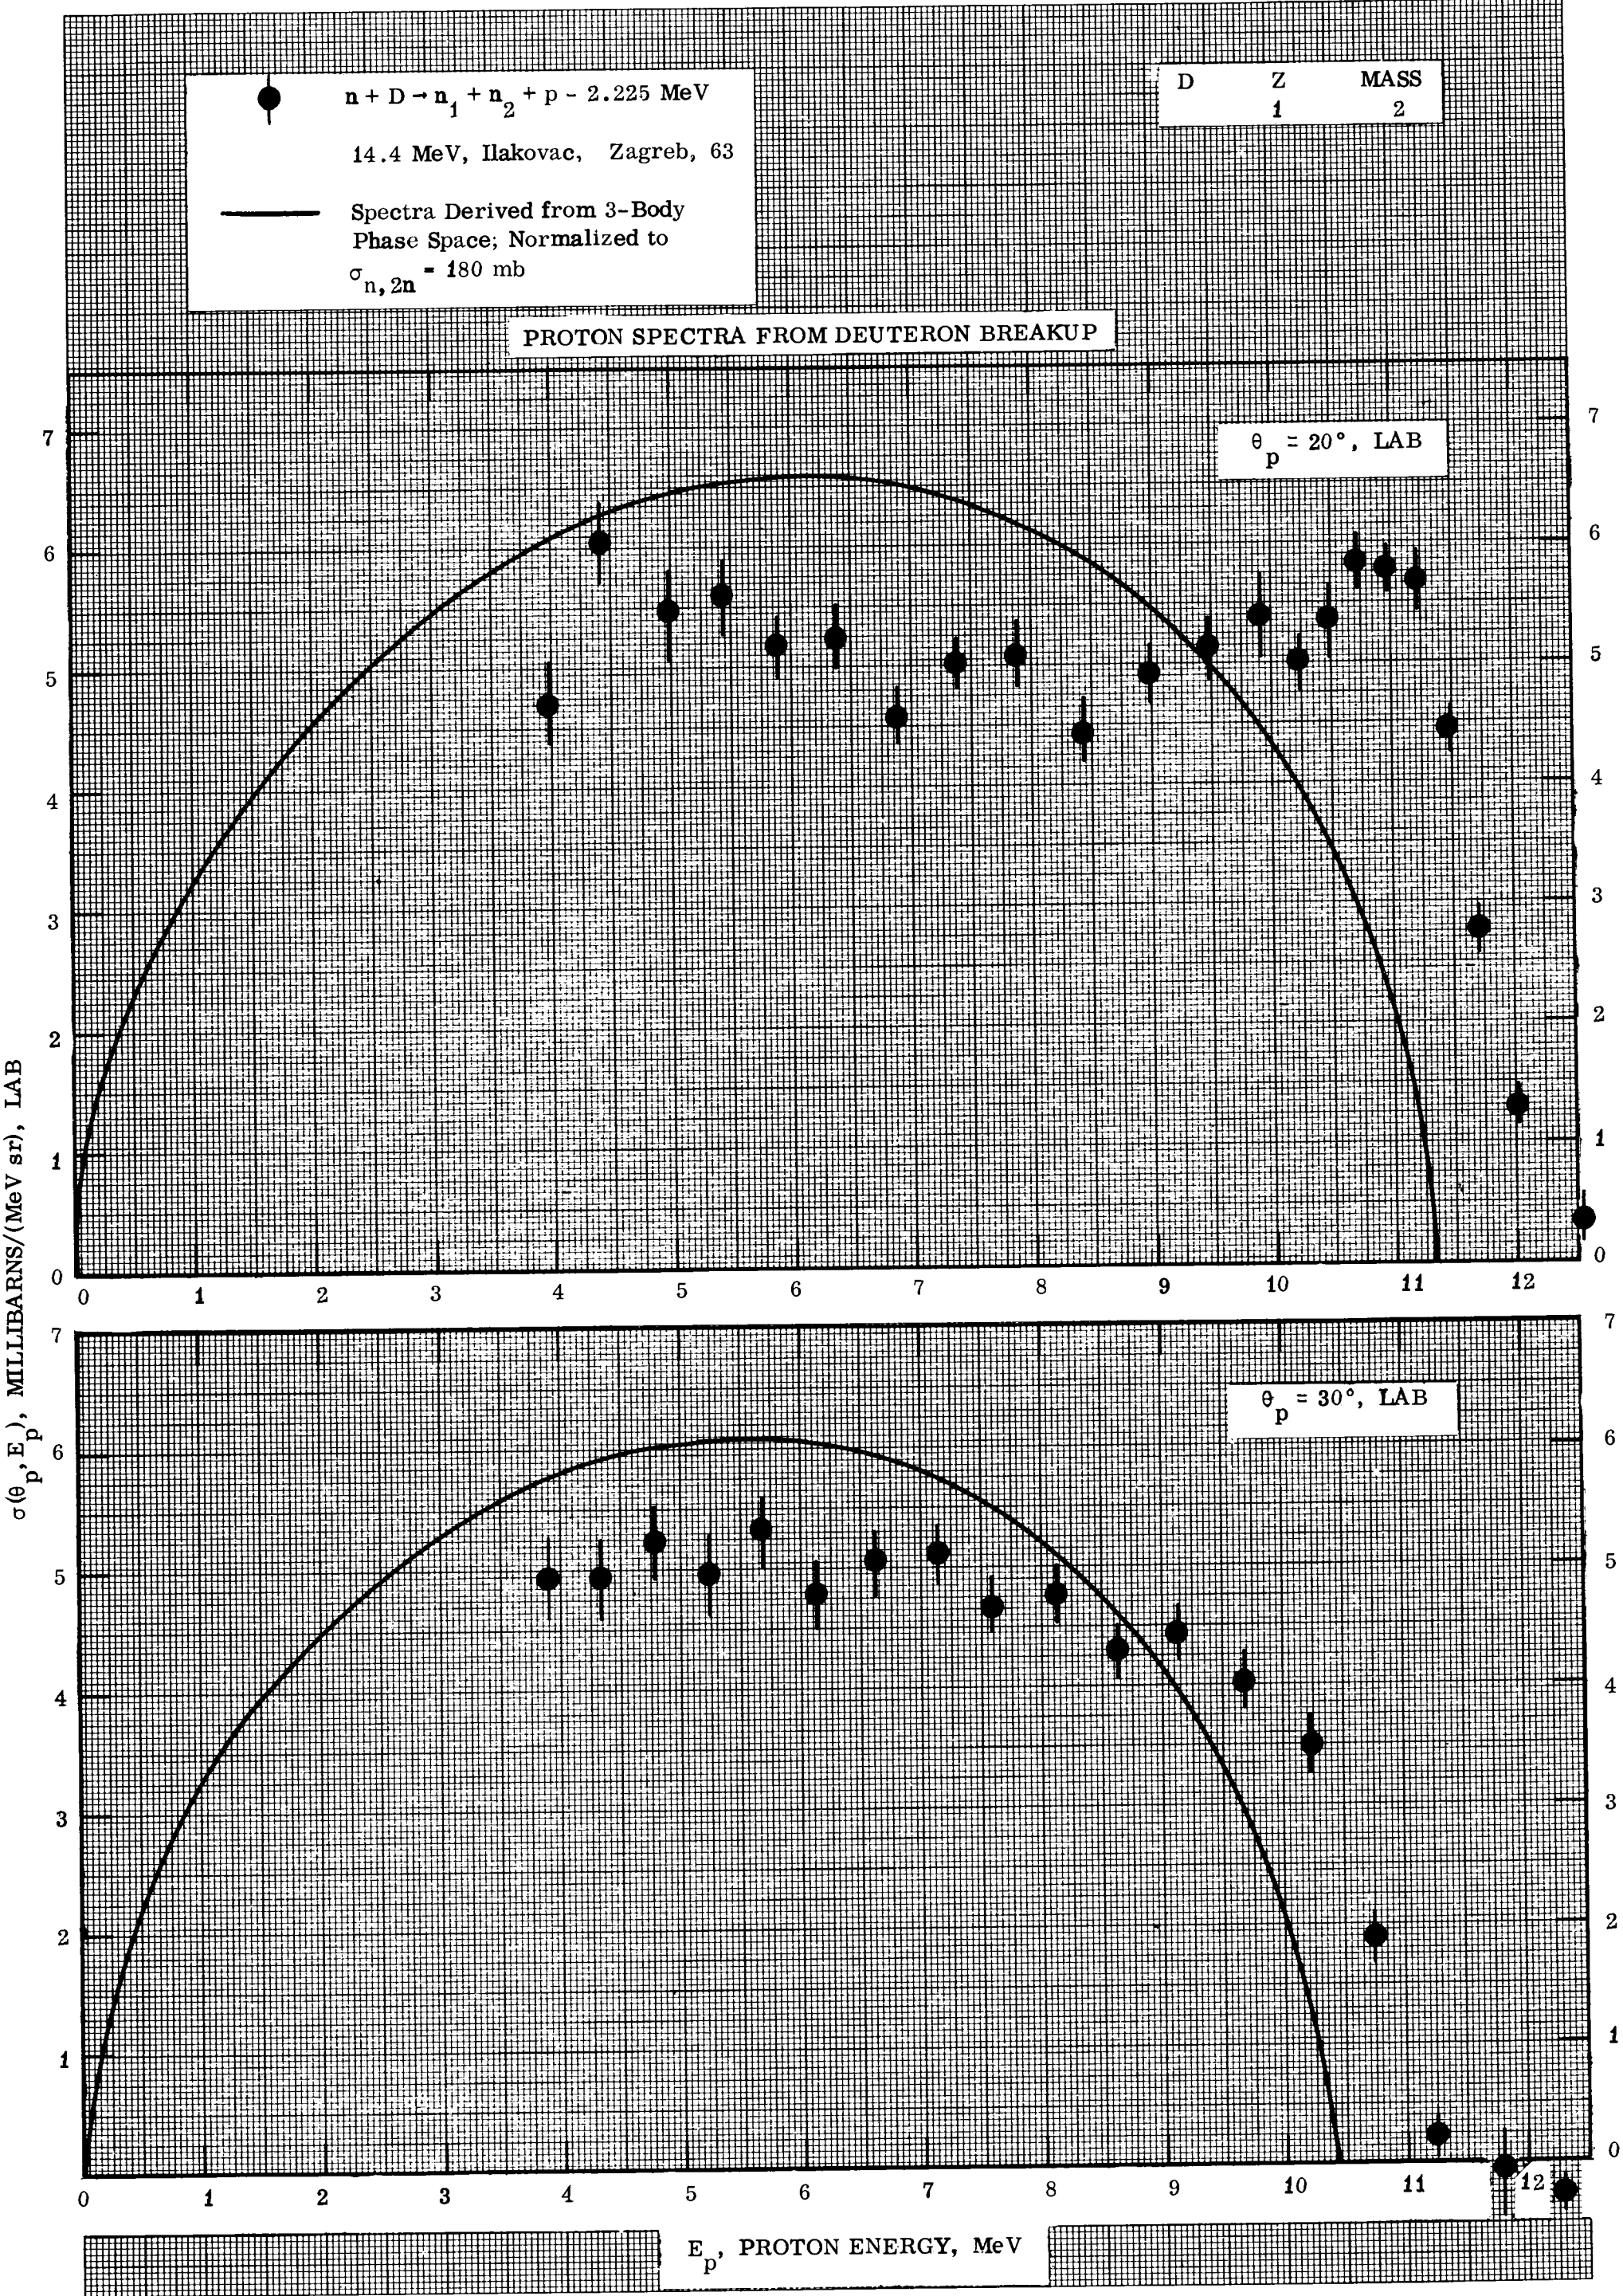 n + D → n1 + n2 + p - 2.225 MeV
14.4 MeV, Ilakovac, Zagreb, 63
Spectra Derived from 3-Body
Phase Space; Normalized to
σn,2n = 180 mb
D Z MASS
1 2
PROTON SPECTRA FROM DEUTERON BREAKUP
θp = 20°, LAB
7 6 5 4 3 2 1 0
7 6 5 4 3 2 1 0
0 1 2 3 4 5 6 7 8 9 10 11 12
σ(θp, Ep), MILLIBARNS/(MeV sr), LAB
θp = 30°, LAB
7 6 5 4 3 2 1
7 6 5 4 3 2 1 0
0 1 2 3 4 5 6 7 8 9 10 11 12
Ep, PROTON ENERGY, MeV